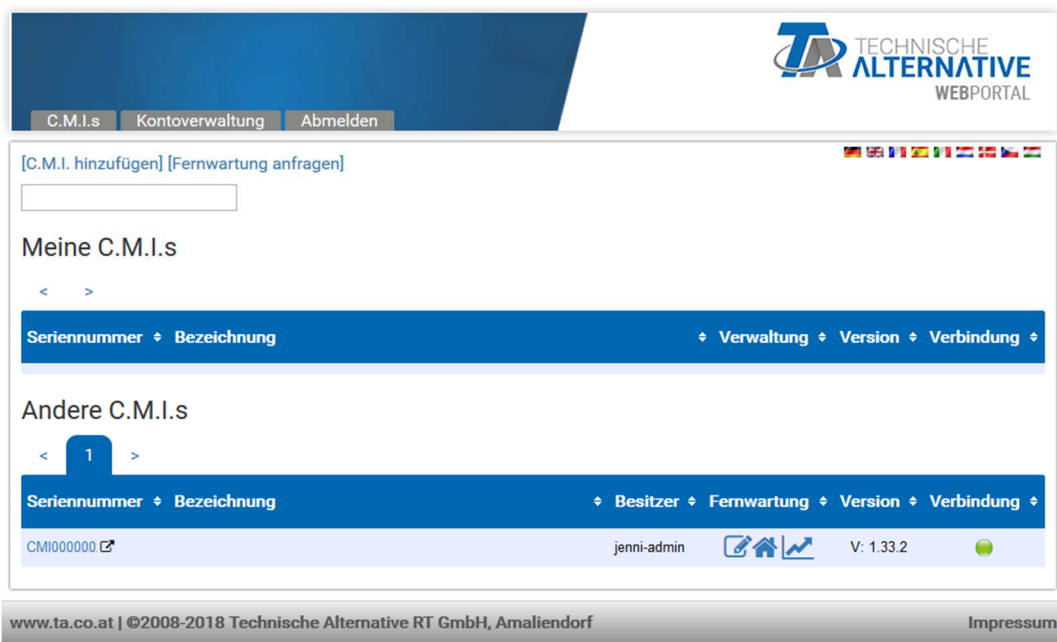 TECHNISCHE
ALTERNATIVE
WEBPORTAL
C.M.I.s Kontoverwaltung Abmelden
[C.M.I. hinzufügen] [Fernwartung anfragen]
Meine C.M.I.s
< >
Seriennummer Bezeichnung Verwaltung Version Verbindung
Andere C.M.I.s
< 1 >
Seriennummer Bezeichnung Besitzer Fernwartung Version Verbindung
CMI000000 jenni-admin V: 1.33.2
www.ta.co.at | ©2008-2018 Technische Alternative RT GmbH, Amaliendorf Impressum